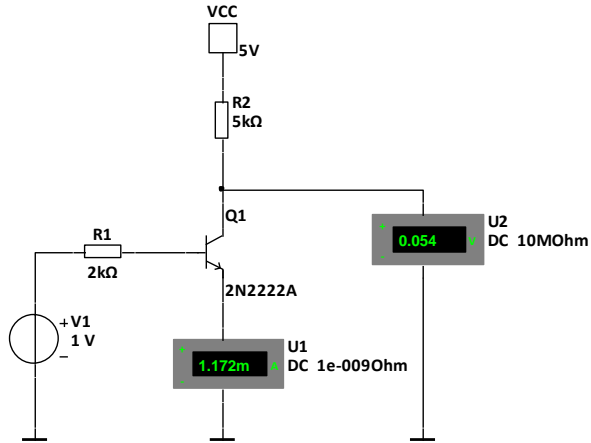 VCC
5V
R2
5kΩ
Q1
2N2222A
R1
2kΩ
V1
1 V
+
−
U1
DC 1e-009Ohm
+
1.172m A
-
U2
DC 10MOhm
+
0.054 V
-